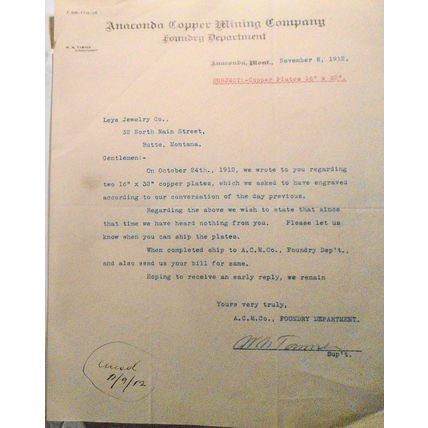 Anaconda Copper Mining Company
Foundry Department
Anaconda, Mont., November 8, 1912.
SUBJECT:-Copper Plates 16" x 30".
Leys Jewelry Co.,
32 North Main Street,
Butte, Montana.
Gentlemen:-
On October 24th., 1912, we wrote to you regarding
two 16" x 30" copper plates, which we asked to have engraved
according to our conversation of the day previous.
Regarding the above we wish to state that since
that time we have heard nothing from you. Please let us
know when you can ship the plates.
When completed ship to A.C.M.Co., Foundry Dep't.,
and also send us your bill for same.
Hoping to receive an early reply, we remain
Yours very truly,
A.C.M.Co., FOUNDRY DEPARTMENT.
Sup't.
11/9/12